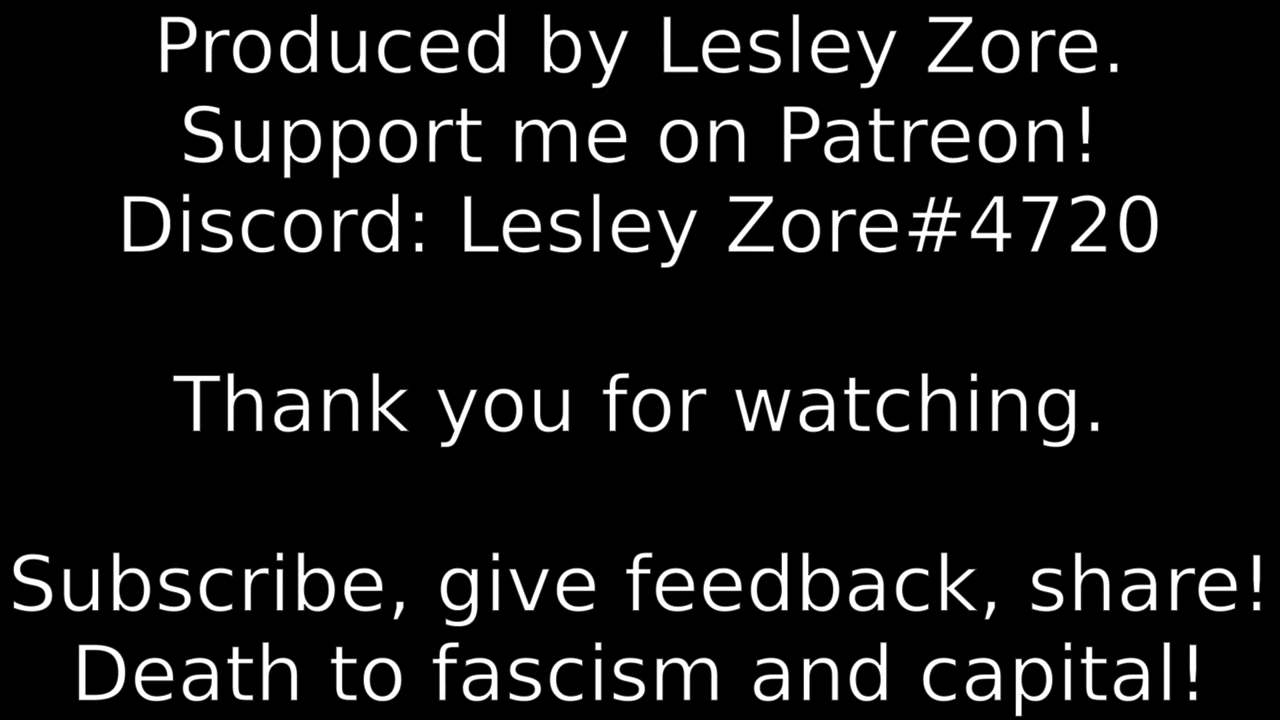 Produced by Lesley Zore.
Support me on Patreon!
Discord: Lesley Zore#4720
Thank you for watching.
Subscribe, give feedback, share!
Death to fascism and capital!